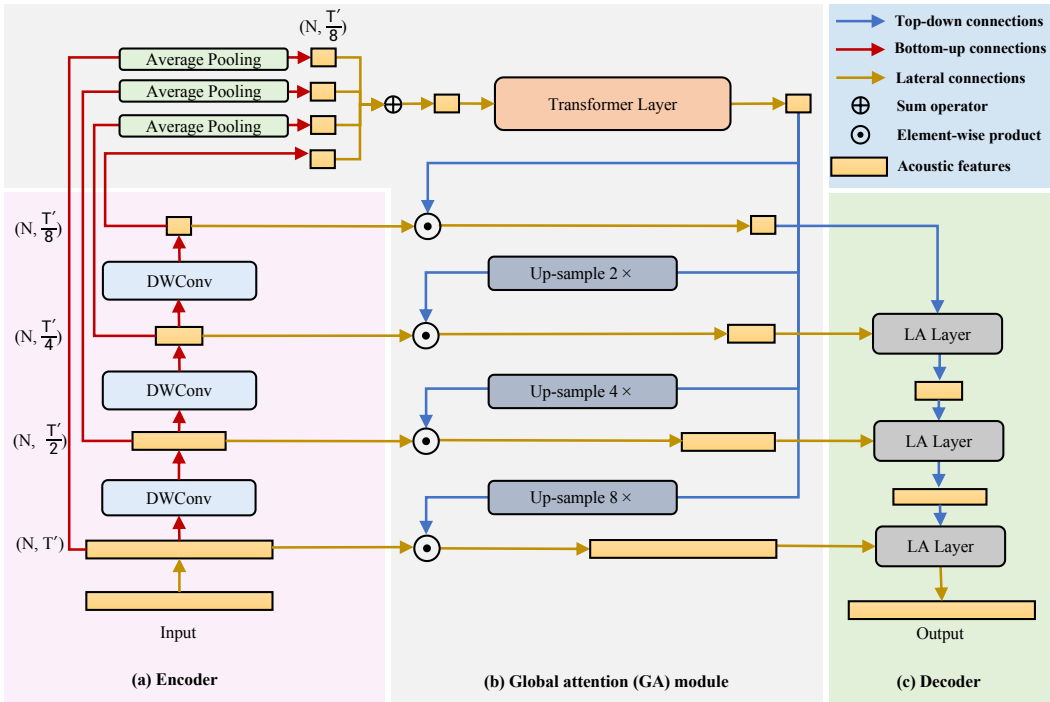 (N, T′/8)
Average Pooling
Average Pooling
Average Pooling
Transformer Layer
Top-down connections
Bottom-up connections
Lateral connections
Sum operator
Element-wise product
Acoustic features
(N, T′/8)
DWConv
Up-sample 2 ×
(N, T′/4)
LA Layer
DWConv
Up-sample 4 ×
(N, T′/2)
LA Layer
DWConv
Up-sample 8 ×
(N, T′)
LA Layer
Input
Output
(a) Encoder
(b) Global attention (GA) module
(c) Decoder